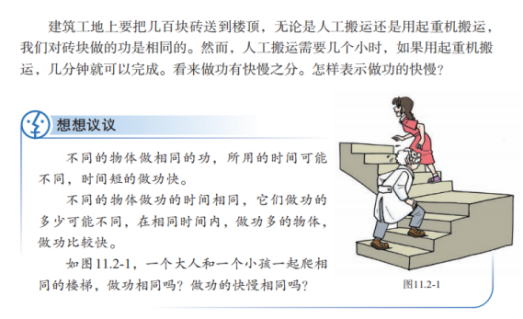 建筑工地上要把几百块砖送到楼顶，无论是人工搬运还是用起重机搬运，
我们对砖块做的功是相同的。然而，人工搬运需要几个小时，如果用起重机搬
运，几分钟就可以完成。看来做功有快慢之分。怎样表示做功的快慢？
想想议议
不同的物体做相同的功，所用的时间可能
不同，时间短的做功快。
不同的物体做功的时间相同，它们做功的
多少可能不同，在相同时间内，做功多的物体，
做功比较快。
如图11.2-1，一个大人和一个小孩一起爬相
同的楼梯，做功相同吗？做功的快慢相同吗？
图11.2-1